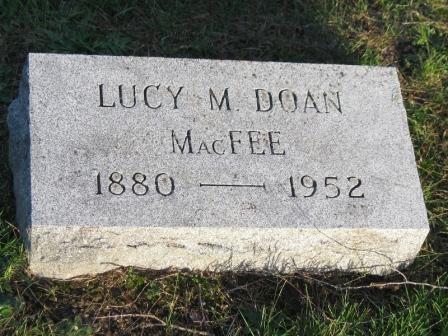 LUCY M. DOAN
MACFEE
1880 — 1952